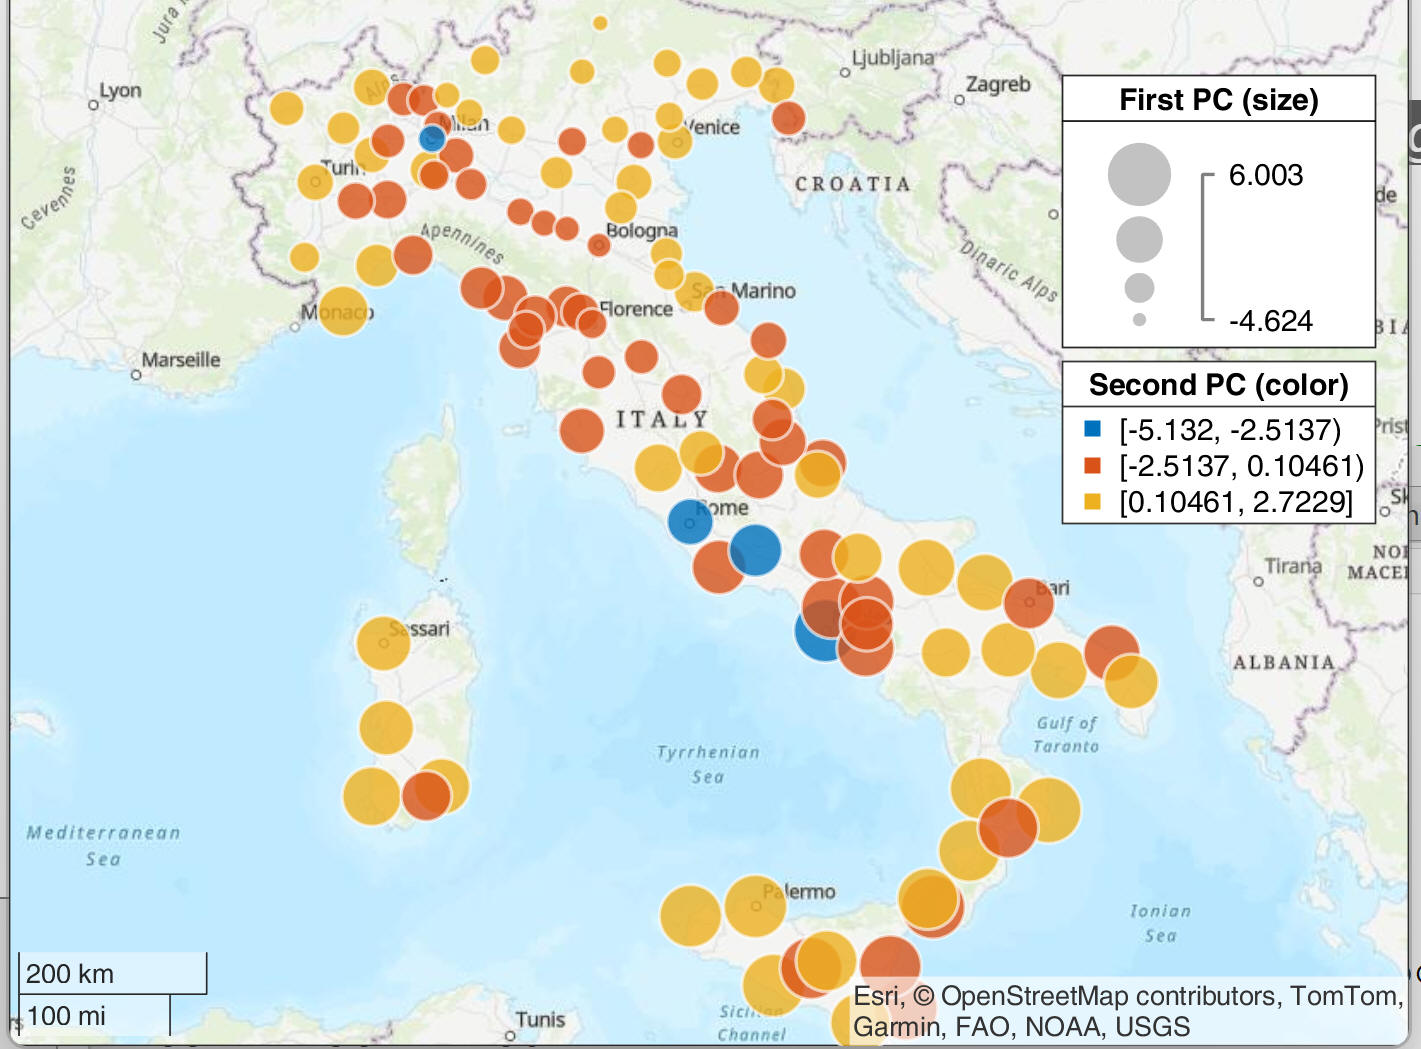 Jura
Lyon
Ljubljana
Zagreb
First PC (size)
6.003
-4.624
Alps
Milan
Venice
Turin
CROATIA
Cevennes
Apennines
Bologna
Dinaric Alps
San Marino
Monaco
Florence
Marseille
Second PC (color)
[-5.132, -2.5137)
[-2.5137, 0.10461)
[0.10461, 2.7229]
ITALY
Rome
Tirana
Bari
Sassari
ALBANIA
Gulf of
Taranto
Tyrrhenian
Sea
Mediterranean
Sea
Palermo
Ionian
Sea
200 km
100 mi
Sicilian
Channel
Tunis
Esri, © OpenStreetMap contributors, TomTom,
Garmin, FAO, NOAA, USGS